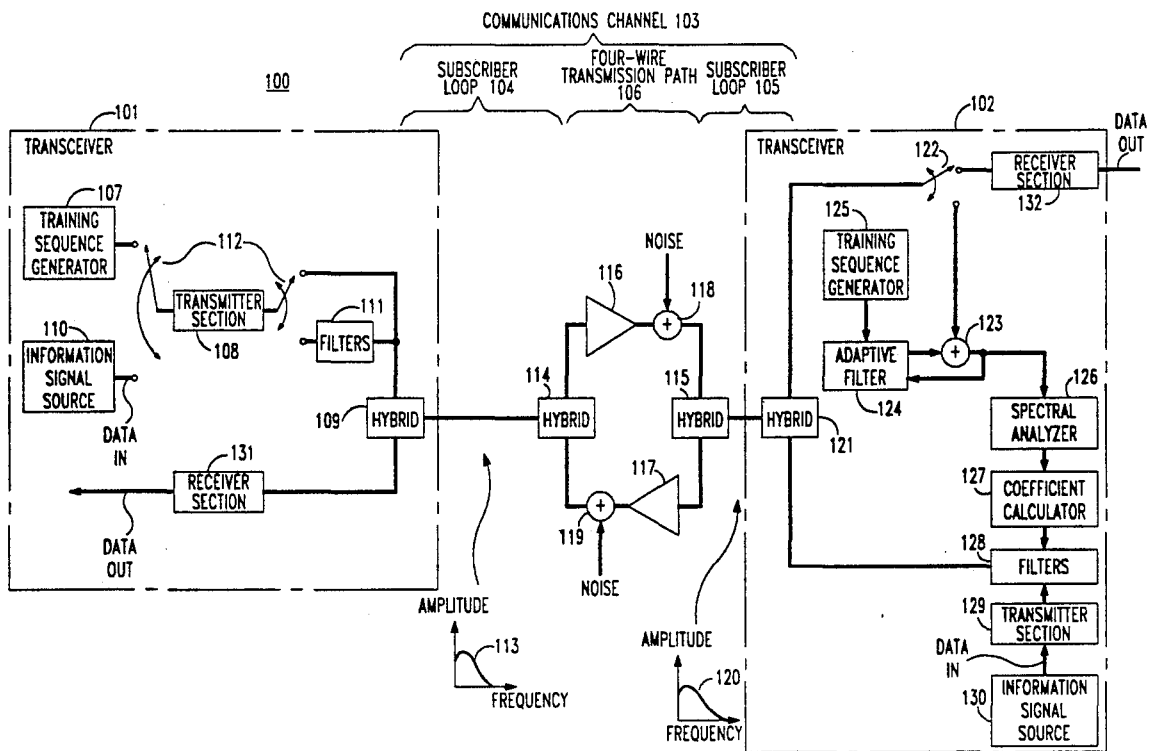 COMMUNICATIONS CHANNEL 103
100
SUBSCRIBER
LOOP 104
FOUR-WIRE
TRANSMISSION PATH
106
SUBSCRIBER
LOOP 105
101
TRANSCEIVER
107
TRAINING
SEQUENCE
GENERATOR
112
TRANSMITTER
SECTION
108
111
FILTERS
110
INFORMATION
SIGNAL
SOURCE
DATA
IN
109
HYBRID
131
RECEIVER
SECTION
DATA
OUT
AMPLITUDE
113
FREQUENCY
114
HYBRID
116
NOISE
118
+
115
HYBRID
117
+
119
NOISE
AMPLITUDE
120
FREQUENCY
102
TRANSCEIVER
DATA
OUT
122
RECEIVER
SECTION
132
125
TRAINING
SEQUENCE
GENERATOR
123
+
ADAPTIVE
FILTER
124
HYBRID
121
126
SPECTRAL
ANALYZER
127
COEFFICIENT
CALCULATOR
128
FILTERS
129
TRANSMITTER
SECTION
DATA
IN
130
INFORMATION
SIGNAL
SOURCE